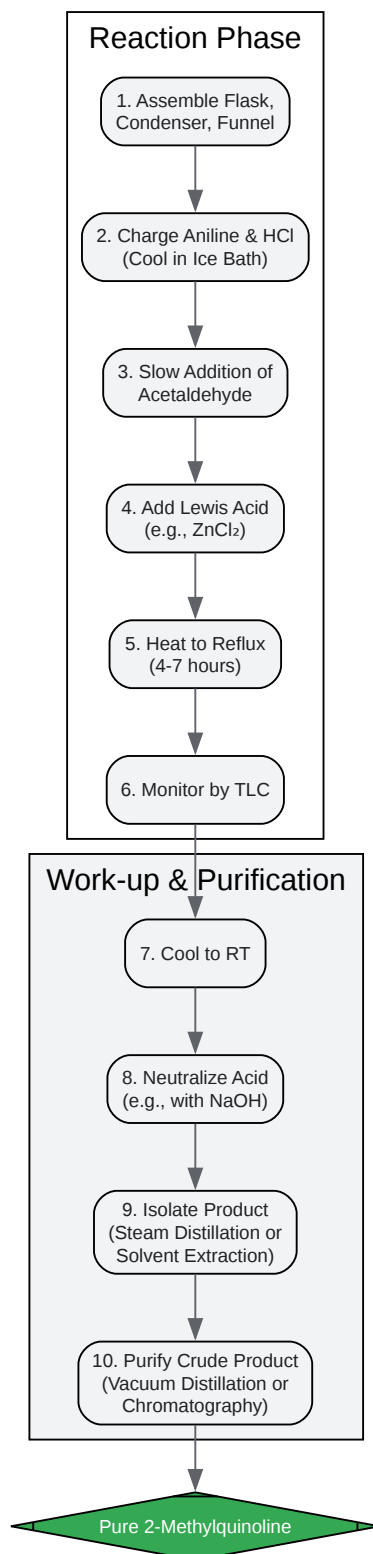 Reaction Phase
1. Assemble Flask,
Condenser, Funnel
2. Charge Aniline & HCl
(Cool in Ice Bath)
3. Slow Addition of
Acetaldehyde
4. Add Lewis Acid
(e.g., ZnCl₂)
5. Heat to Reflux
(4-7 hours)
6. Monitor by TLC
Work-up & Purification
7. Cool to RT
8. Neutralize Acid
(e.g., with NaOH)
9. Isolate Product
(Steam Distillation or
Solvent Extraction)
10. Purify Crude Product
(Vacuum Distillation or
Chromatography)
Pure 2-Methylquinoline